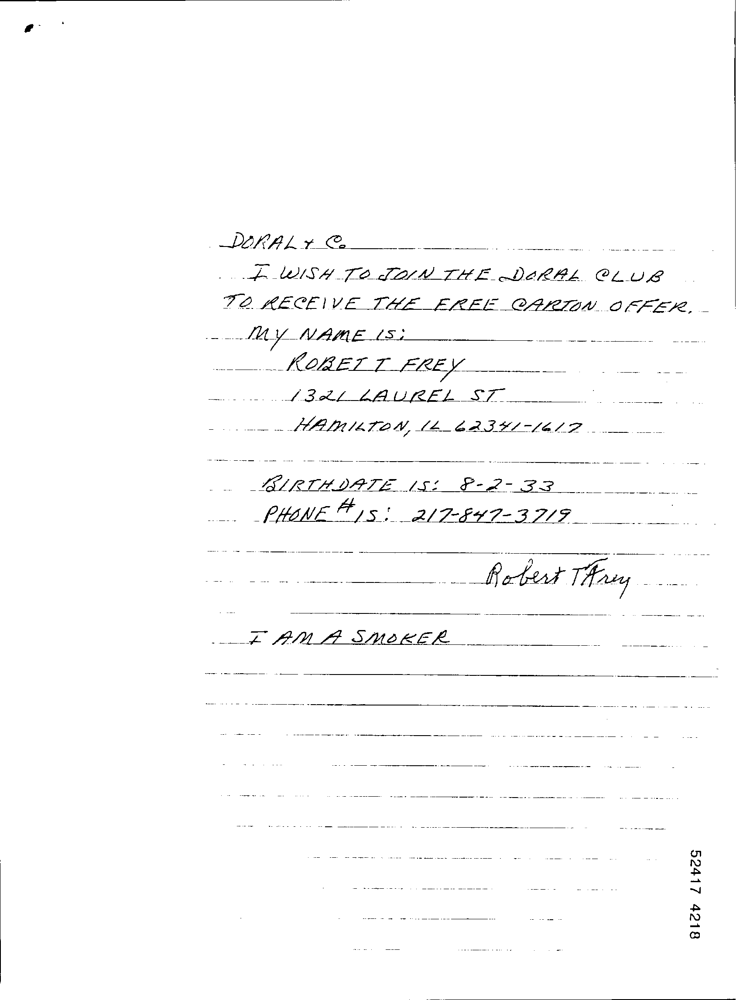 DORAL + Co.
I WISH TO JOIN THE DORAL CLUB
TO RECEIVE THE FREE CARTON OFFER.
MY NAME IS:
ROBET T FREY
1321 LAUREL ST
HAMILTON, IL 62341-1617
BIRTHDATE IS: 8-2-33
PHONE # IS: 217-847-3719
Robert T Frey
I AM A SMOKER
52417 4218